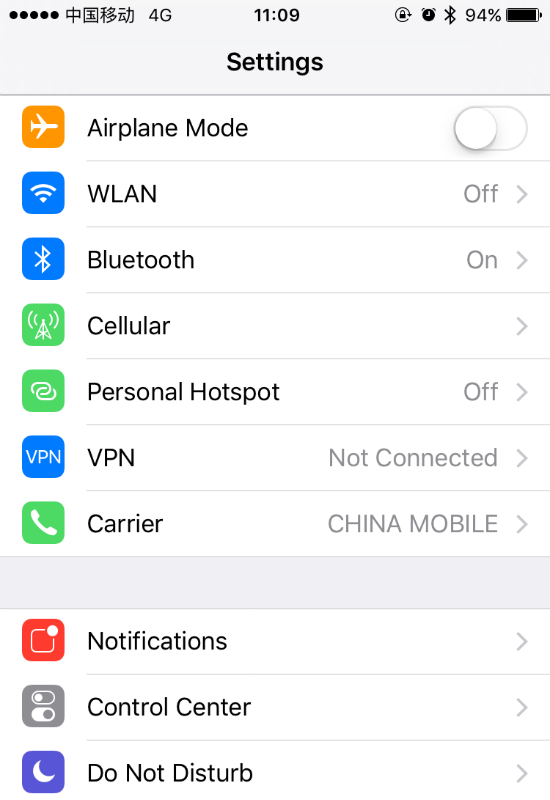 中国移动 4G 11:09 94%
Settings
Airplane Mode
WLAN Off
Bluetooth On
Cellular
Personal Hotspot Off
VPN VPN Not Connected
Carrier CHINA MOBILE
Notifications
Control Center
Do Not Disturb